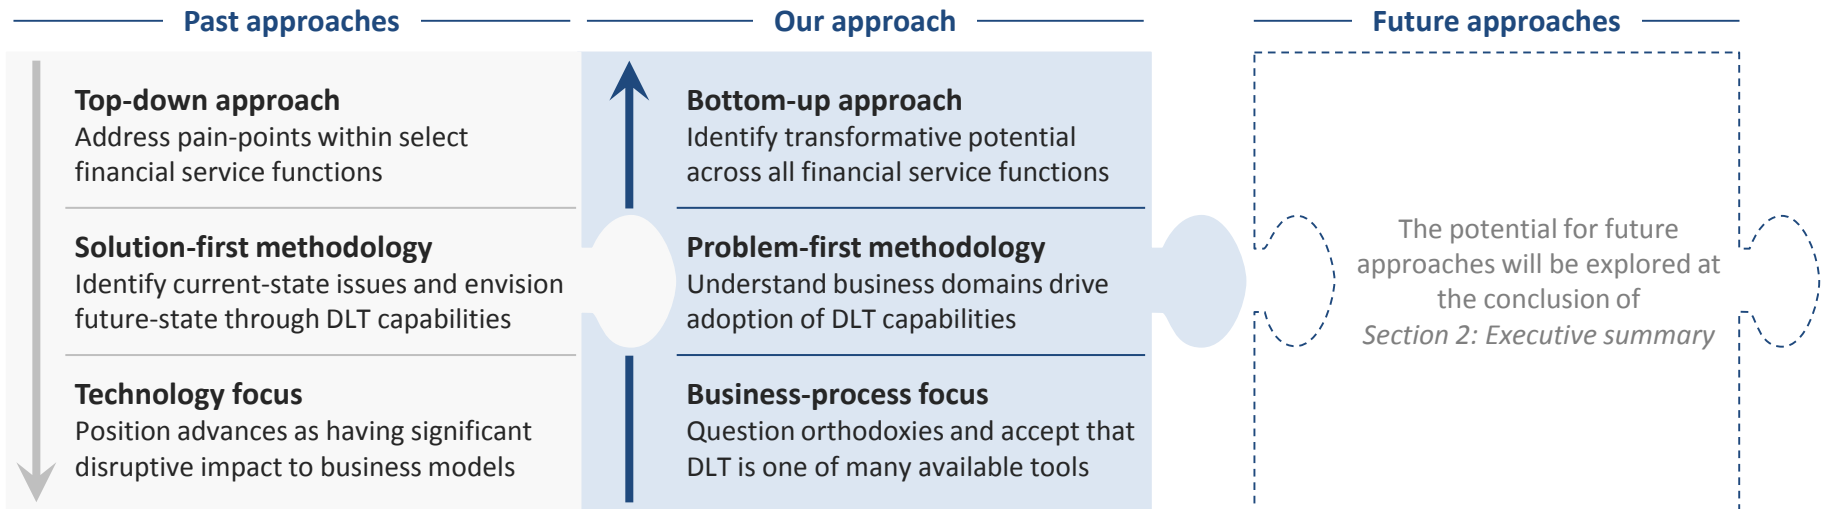 Past approaches
Top-down approach
Address pain-points within select
financial service functions
Solution-first methodology
Identify current-state issues and envision
future-state through DLT capabilities
Technology focus
Position advances as having significant
disruptive impact to business models
Our approach
Bottom-up approach
Identify transformative potential
across all financial service functions
Problem-first methodology
Understand business domains drive
adoption of DLT capabilities
Business-process focus
Question orthodoxies and accept that
DLT is one of many available tools
Future approaches
The potential for future
approaches will be explored at
the conclusion of
Section 2: Executive summary